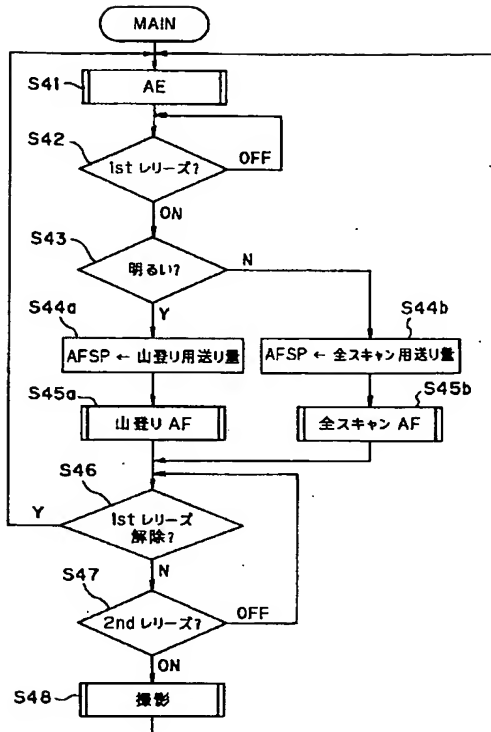 MAIN
S41
AE
S42
1st レリーズ?
OFF
ON
S43
明るい?
N
Y
S44a
AFSP ← 山登り用送り量
S44b
AFSP ← 全スキャン用送り量
S45a
山登り AF
S45b
全スキャン AF
S46
Y
1st レリーズ
解除?
N
S47
2nd レリーズ?
OFF
ON
S48
撮影